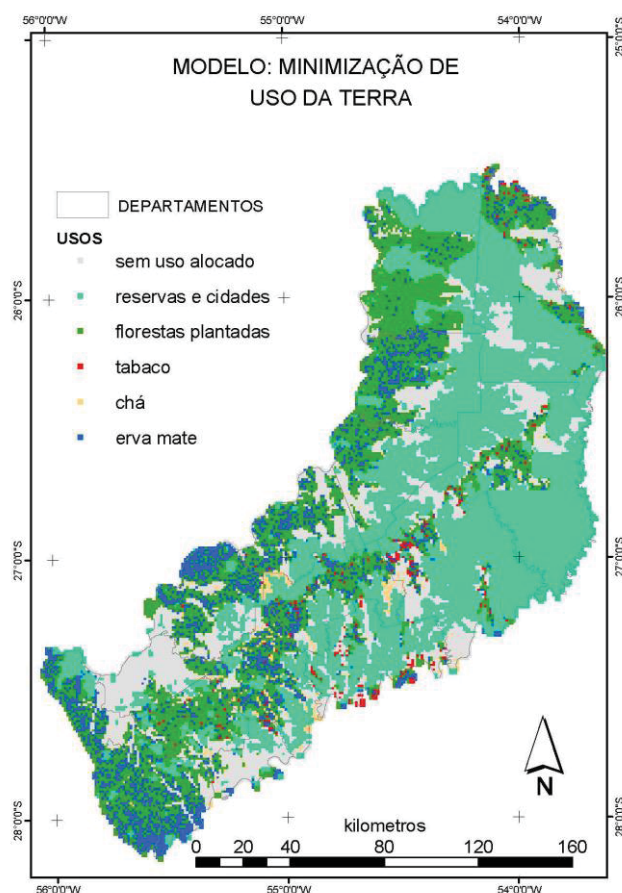 56°0'0"W 55°0'0"W 54°0'0"W
25°0'0"S
MODELO: MINIMIZAÇÃO DE
USO DA TERRA
DEPARTAMENTOS
USOS
sem uso alocado
reservas e cidades
florestas plantadas
tabaco
chá
erva mate
26°0'0"S 26°0'0"S
27°0'0"S 27°0'0"S
28°0'0"S 28°0'0"S
N
kilometros
0 10 20 40 80 120 160
56°0'0"W 55°0'0"W 54°0'0"W